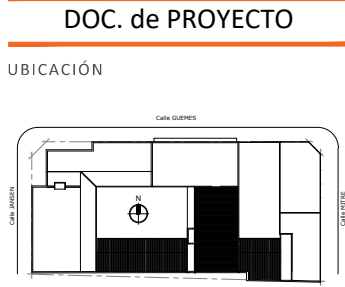 DOC. de PROYECTO
UBICACIÓN
Calle GUEMES
Calle JANSEN
N
Calle MITRE